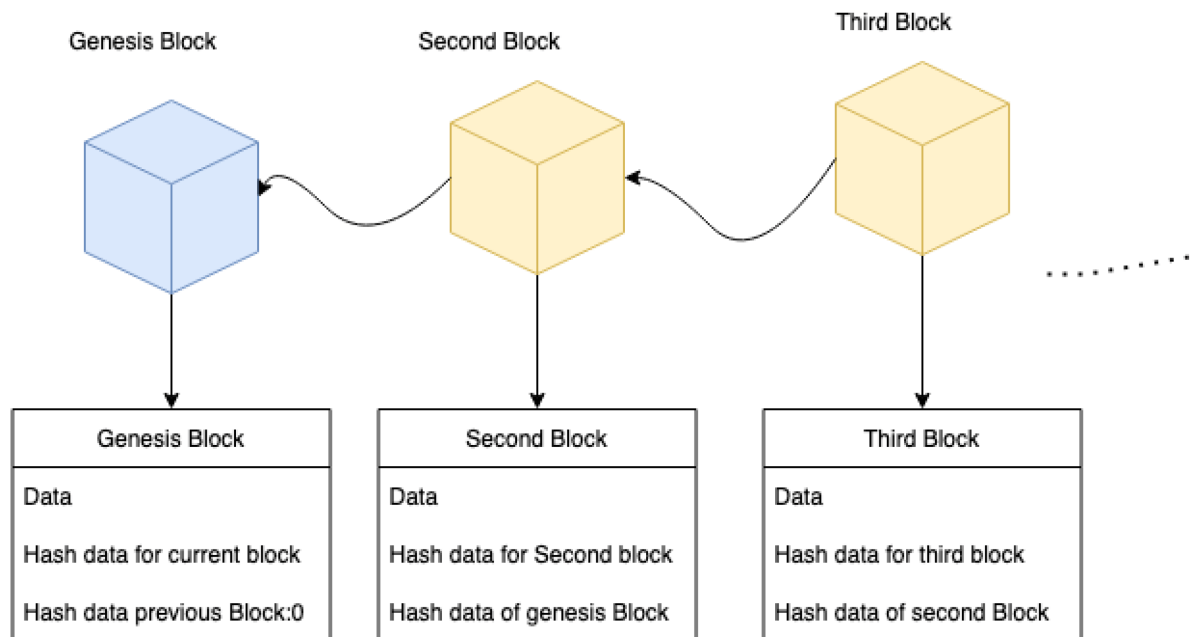 Genesis Block
Second Block
Third Block
Genesis Block
Data
Hash data for current block
Hash data previous Block:0
Second Block
Data
Hash data for Second block
Hash data of genesis Block
Third Block
Data
Hash data for third block
Hash data of second Block